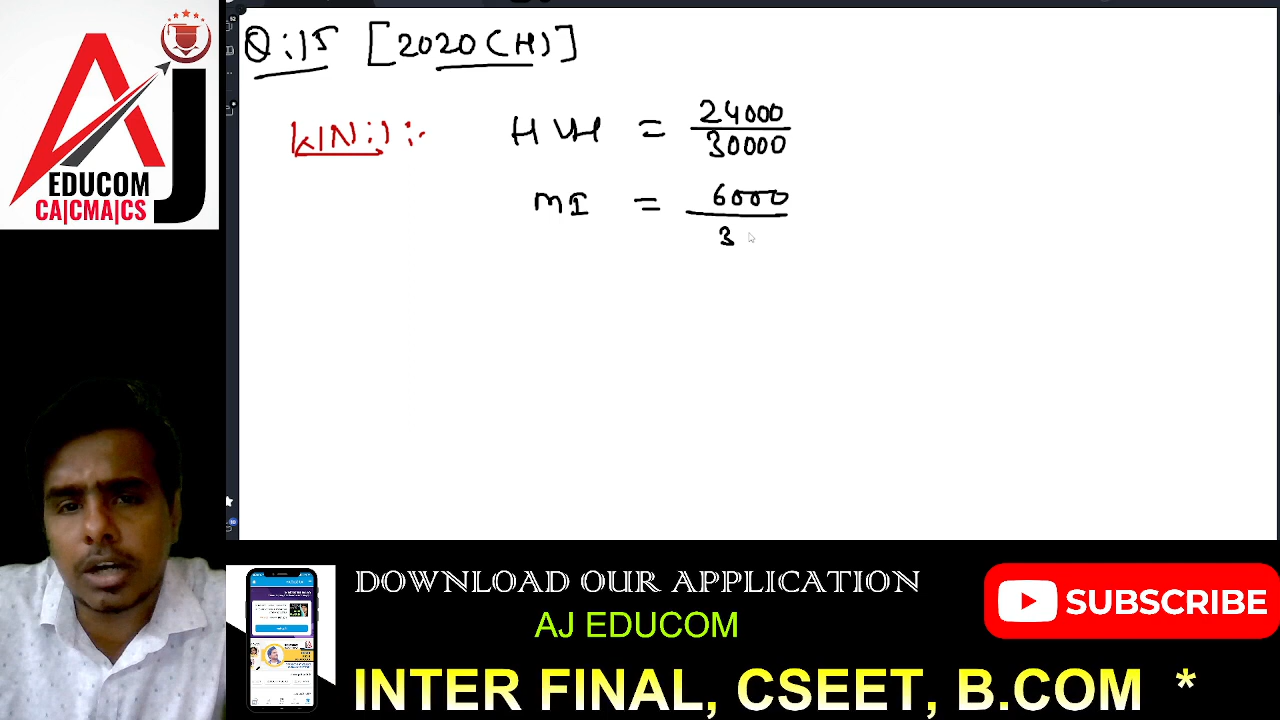 Q:15 [2020(H)]
WN:1:-
HVH = 24000
30000
MI = 6000
3
AJ
EDUCOM
CA|CMA|CS
DOWNLOAD OUR APPLICATION
AJ EDUCOM
SUBSCRIBE
INTER FINAL, CSEET, B.COM *